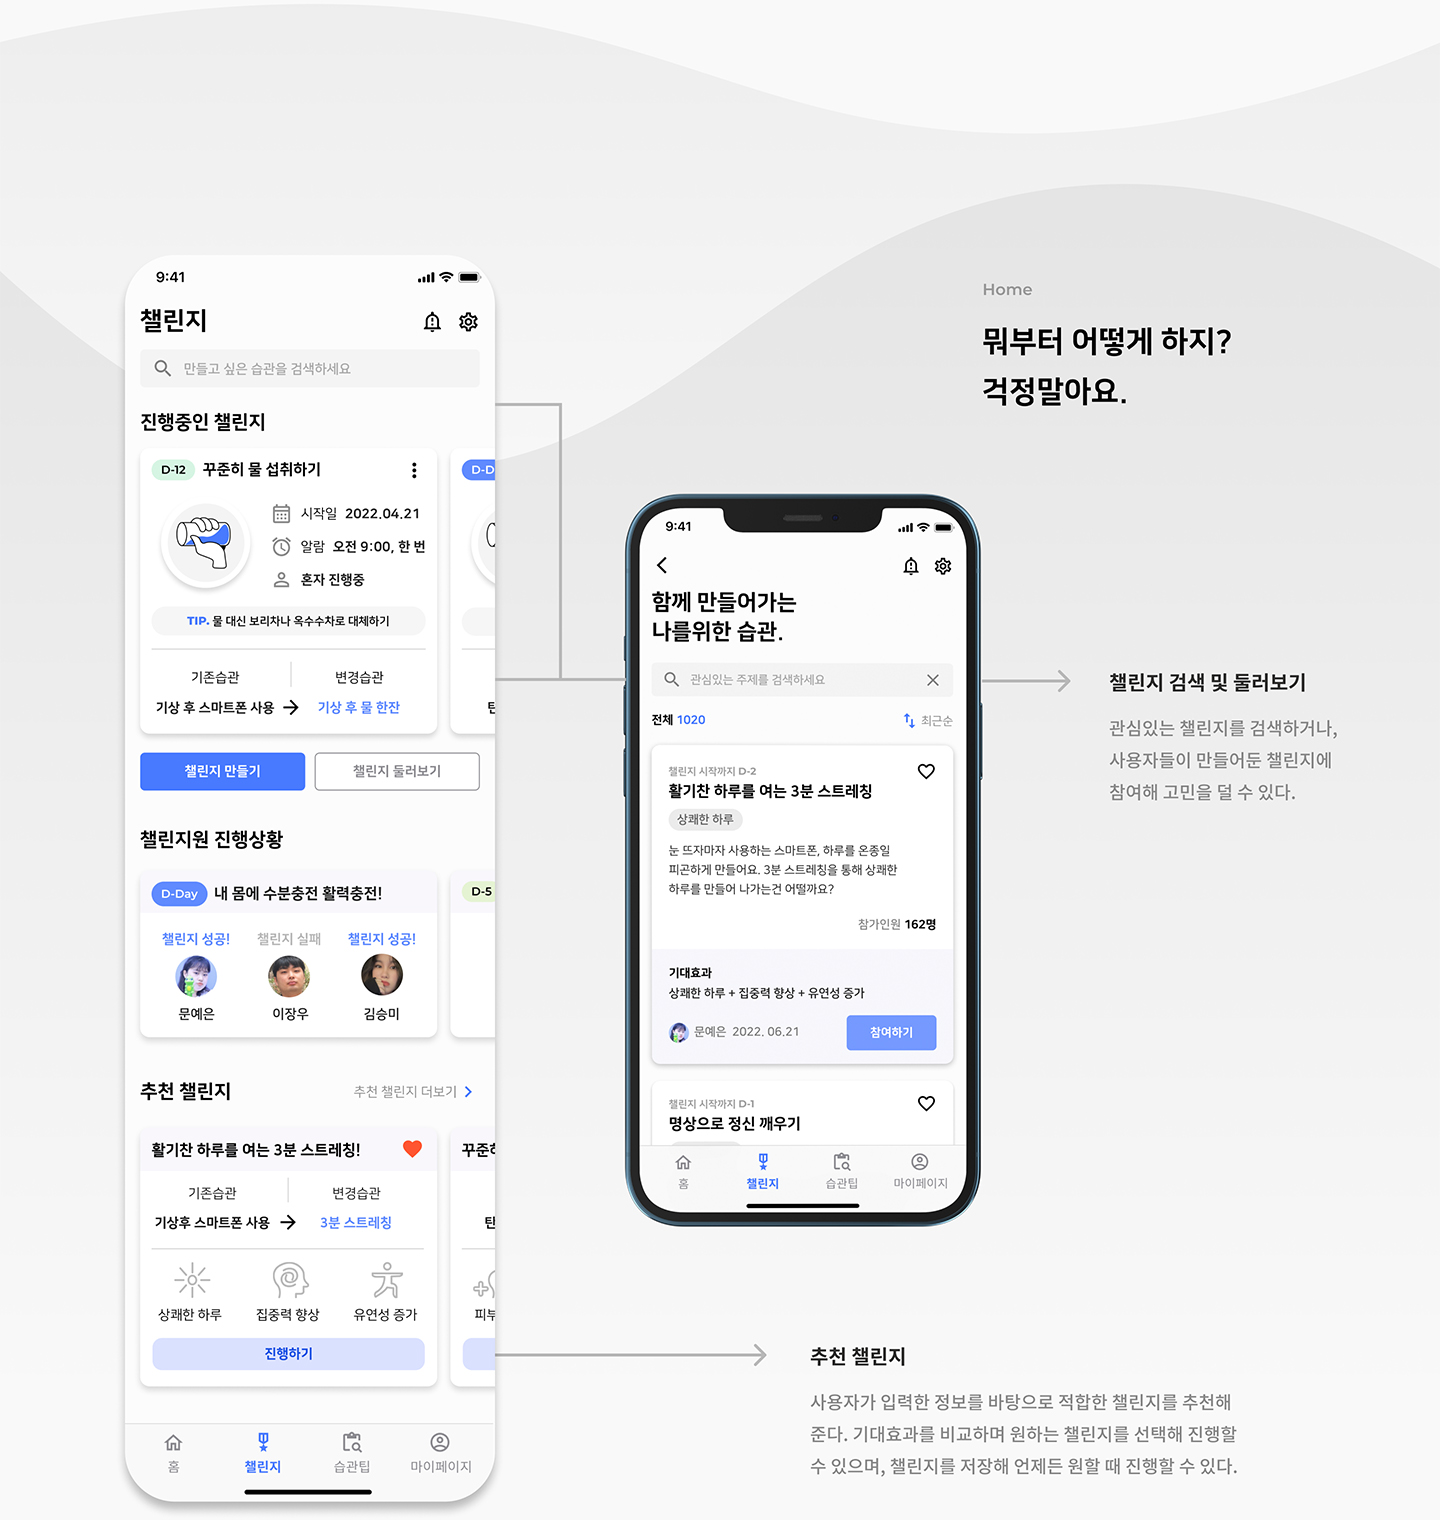 9:41
챌린지
만들고 싶은 습관을 검색하세요
진행중인 챌린지
D-12 꾸준히 물 섭취하기
시작일 2022.04.21
알람 오전 9:00, 한 번
혼자 진행중
TIP. 물 대신 보리차나 옥수수차로 대체하기
기존습관 변경습관
기상 후 스마트폰 사용 기상 후 물 한잔
D-D
탄
챌린지 만들기
챌린지 둘러보기
챌린지원 진행상황
D-Day 내 몸에 수분충전 활력충전!
D-5
챌린지 성공! 챌린지 실패 챌린지 성공!
문예은 이장우 김승미
추천 챌린지
추천 챌린지 더보기
활기찬 하루를 여는 3분 스트레칭!
기존습관 변경습관
기상후 스마트폰 사용 3분 스트레칭
상쾌한 하루 집중력 향상 유연성 증가
진행하기
꾸준히
탄
피부
홈 챌린지 습관팁 마이페이지
Home
뭐부터 어떻게 하지?
걱정말아요.
9:41
함께 만들어가는
나를위한 습관.
관심있는 주제를 검색하세요
전체 1020
최근순
챌린지 시작까지 D-2
활기찬 하루를 여는 3분 스트레칭
상쾌한 하루
눈 뜨자마자 사용하는 스마트폰, 하루를 온종일
피곤하게 만들어요. 3분 스트레칭을 통해 상쾌한
하루를 만들어 나가는건 어떨까요?
참가인원 162명
기대효과
상쾌한 하루 + 집중력 향상 + 유연성 증가
문예은 2022. 06.21
참여하기
챌린지 시작까지 D-1
명상으로 정신 깨우기
홈 챌린지 습관팁 마이페이지
챌린지 검색 및 둘러보기
관심있는 챌린지를 검색하거나,
사용자들이 만들어둔 챌린지에
참여해 고민을 덜 수 있다.
추천 챌린지
사용자가 입력한 정보를 바탕으로 적합한 챌린지를 추천해
준다. 기대효과를 비교하며 원하는 챌린지를 선택해 진행할
수 있으며, 챌린지를 저장해 언제든 원할 때 진행할 수 있다.